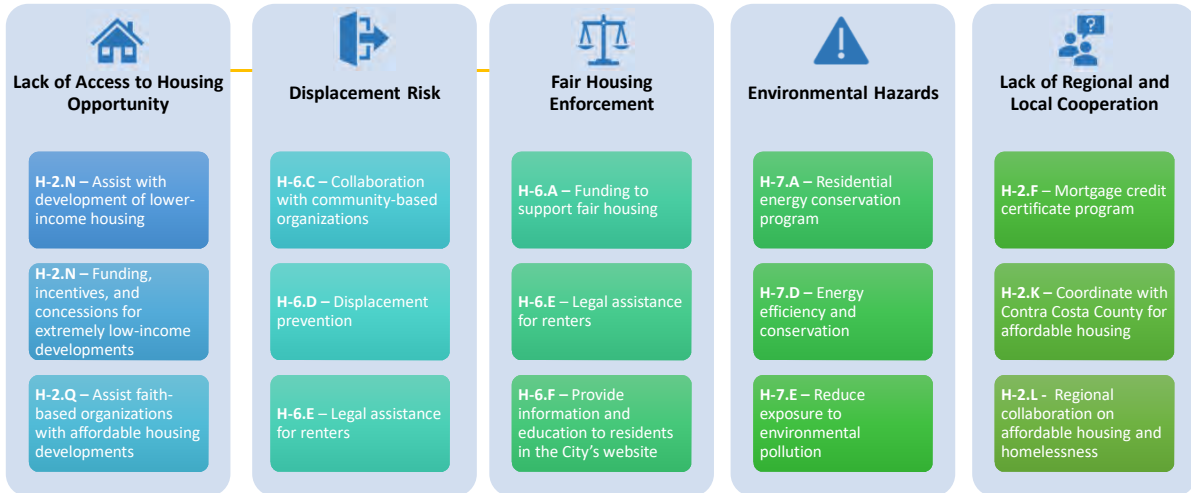 Lack of Access to Housing
Opportunity
H-2.N – Assist with
development of lower-
income housing
H-2.N – Funding,
incentives, and
concessions for
extremely low-income
developments
H-2.Q – Assist faith-
based organizations
with affordable housing
developments
Displacement Risk
H-6.C – Collaboration
with community-based
organizations
H-6.D – Displacement
prevention
H-6.E – Legal assistance
for renters
Fair Housing
Enforcement
H-6.A – Funding to
support fair housing
H-6.E – Legal assistance
for renters
H-6.F – Provide
information and
education to residents
in the City's website
Environmental Hazards
H-7.A – Residential
energy conservation
program
H-7.D – Energy
efficiency and
conservation
H-7.E – Reduce
exposure to
environmental
pollution
?
Lack of Regional and
Local Cooperation
H-2.F – Mortgage credit
certificate program
H-2.K – Coordinate with
Contra Costa County for
affordable housing
H-2.L - Regional
collaboration on
affordable housing and
homelessness